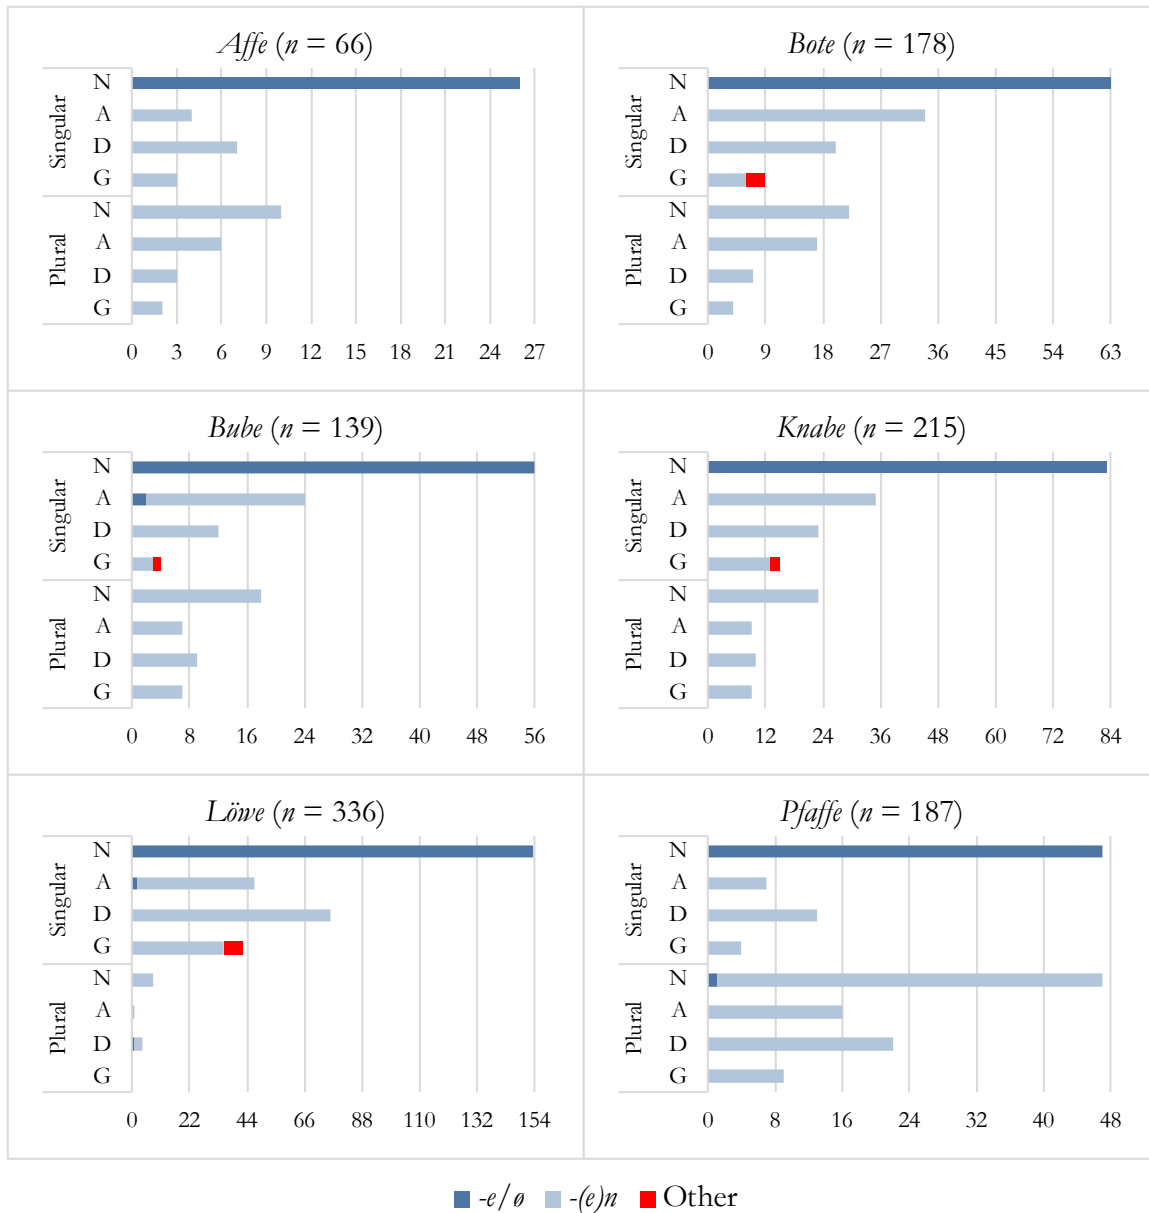 Affe (n = 66)
Singular
N
A
D
G
Plural
N
A
D
G
0 3 6 9 12 15 18 21 24 27
Bote (n = 178)
Singular
N
A
D
G
Plural
N
A
D
G
0 9 18 27 36 45 54 63
Bube (n = 139)
Singular
N
A
D
G
Plural
N
A
D
G
0 8 16 24 32 40 48 56
Knabe (n = 215)
Singular
N
A
D
G
Plural
N
A
D
G
0 12 24 36 48 60 72 84
Löwe (n = 336)
Singular
N
A
D
G
Plural
N
A
D
G
0 22 44 66 88 110 132 154
Pfaffe (n = 187)
Singular
N
A
D
G
Plural
N
A
D
G
0 8 16 24 32 40 48
-e/ø -(e)n Other